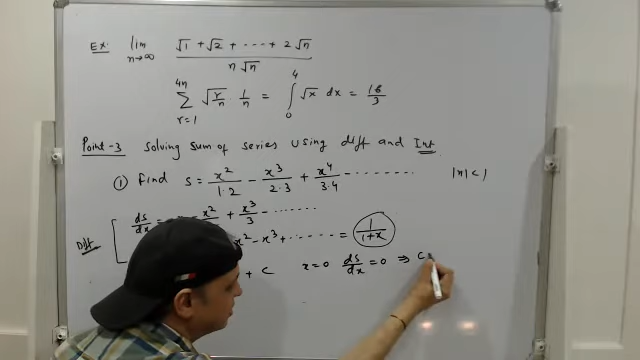 Ex: lim n→∞ (√1 + √2 + ---- + 2√n) / (n√n)
4n Σ r=1 √(r/n) 1/n = ∫ 0 4 √x dx = 16/3
Point-3 Solving sum of series using diff and Int
① Find S = x²/1·2 - x³/2·3 + x⁴/3·4 - ------- |x|<1
Diff [ ds/dx = x²/ + x³/3 - ------
x² - x³ + ------ = 1/(1+x)
+ C x=0 ds/dx = 0 ⇒ C=